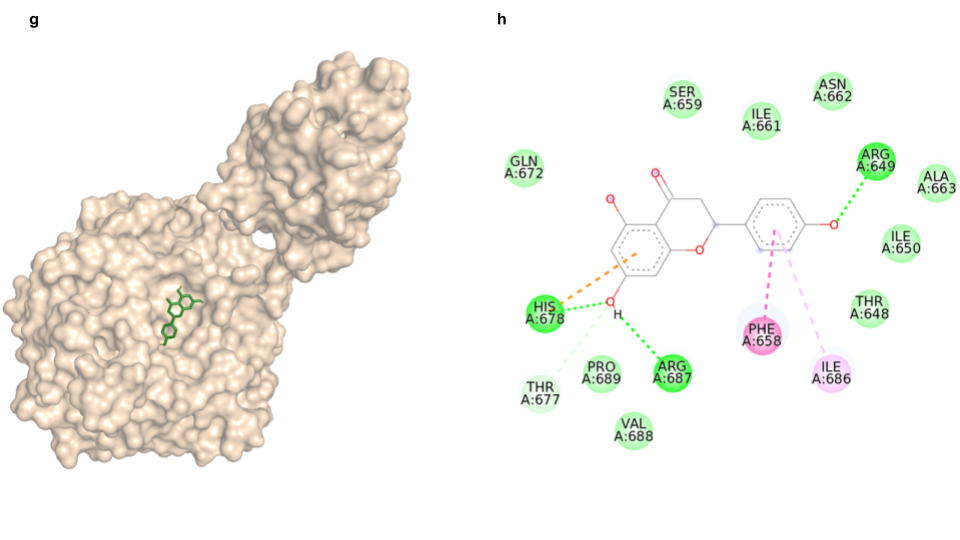 g
h
SER
A:659
ASN
A:662
ILE
A:661
GLN
A:672
ARG
A:649
ALA
A:663
O
O
O
O
ILE
A:650
HIS
A:678
O
H
THR
A:648
PHE
A:658
PRO
A:689
ARG
A:687
ILE
A:686
THR
A:677
VAL
A:688